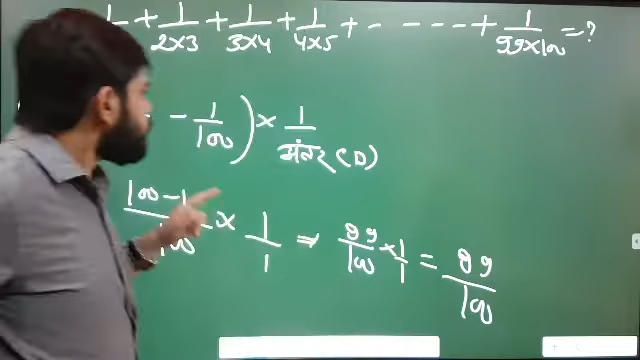 1/ + 1/2×3 + 1/3×4 + 1/4×5 + - - - - - + 1/99×100 = ?
- 1/100) × 1/अंतर (D)
100-1/100 × 1/1 ⇒ 99/100 × 1/1 = 99/100